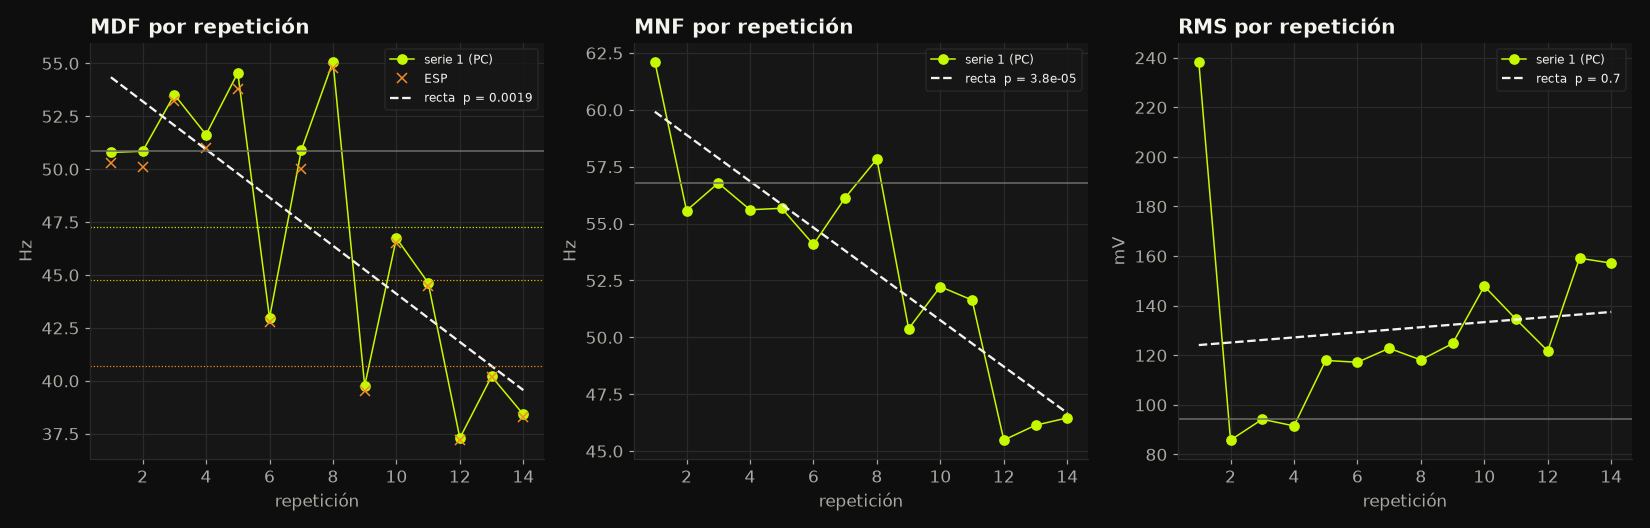 MDF por repetición
serie 1 (PC)
ESP
recta p = 0.0019
55.0
52.5
50.0
47.5
45.0
42.5
40.0
37.5
Hz
2 4 6 8 10 12 14
repetición
MNF por repetición
serie 1 (PC)
recta p = 3.8e-05
62.5
60.0
57.5
55.0
52.5
50.0
47.5
45.0
Hz
2 4 6 8 10 12 14
repetición
RMS por repetición
serie 1 (PC)
recta p = 0.7
240
220
200
180
160
140
120
100
80
mV
2 4 6 8 10 12 14
repetición